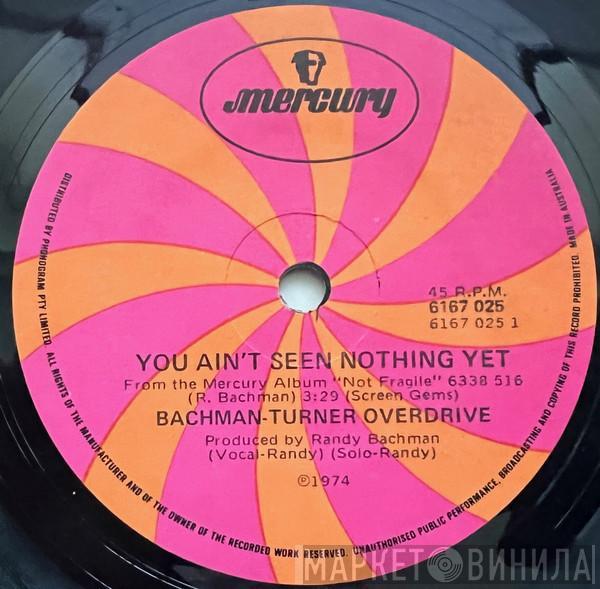 mercury
45 R.P.M.
6167 025
6167 025 1
YOU AIN'T SEEN NOTHING YET
From the Mercury Album "Not Fragile" 6338 516
(R. Bachman) 3:29 (Screen Gems)
BACHMAN-TURNER OVERDRIVE
Produced by Randy Bachman
(Vocal-Randy) (Solo-Randy)
℗1974
DISTRIBUTED BY PHONOGRAM PTY LIMITED. ALL RIGHTS OF THE MANUFACTURER AND OF THE OWNER OF THE RECORDED WORK RESERVED. UNAUTHORISED PUBLIC PERFORMANCE, BROADCASTING AND COPYING OF THIS RECORD PROHIBITED. MADE IN AUSTRALIA
МАРКЕТ ВИНИЛА